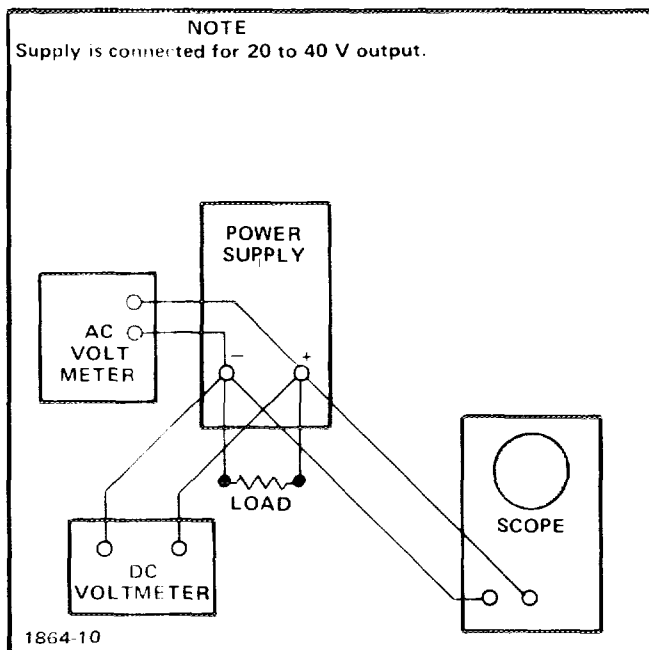 NOTE
Supply is connected for 20 to 40 V output.
POWER
SUPPLY
AC
VOLT
METER
−
+
LOAD
SCOPE
DC
VOLTMETER
1864-10